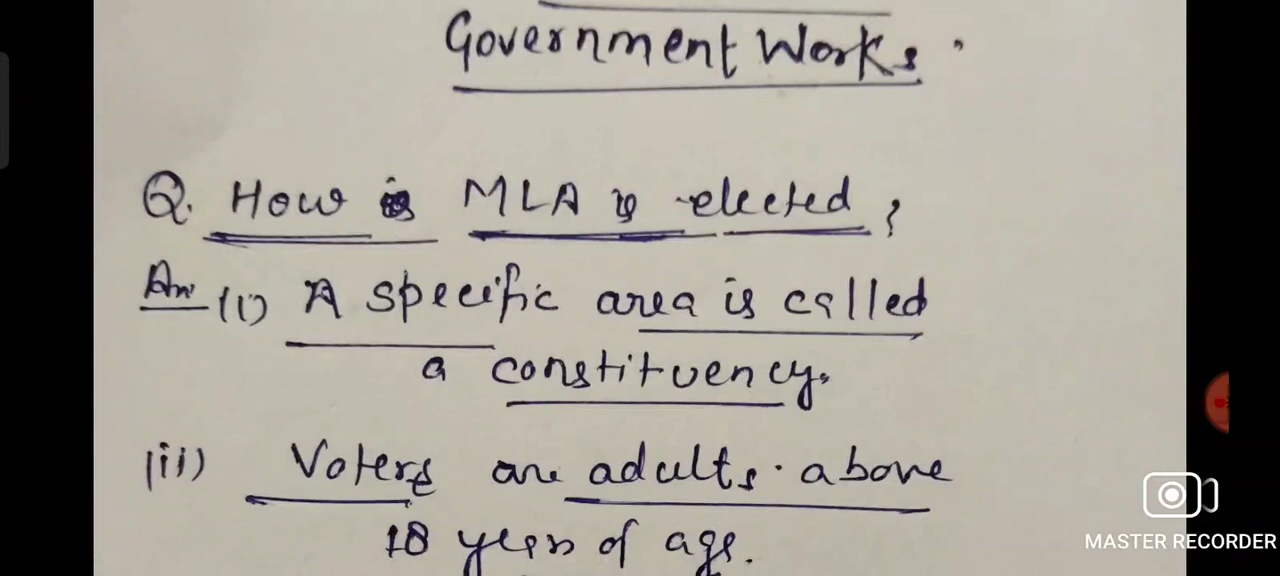 Government Works.
Q. How is MLA is elected?
Ans (i) A specific area is called
a constituency.
(ii) Voters are adults. above
18 years of age.
MASTER RECORDER